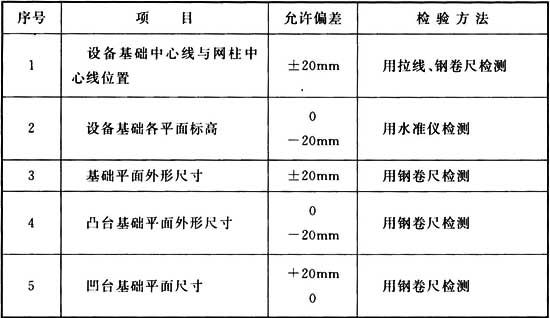 序号 项目 允许偏差 检验方法
1 设备基础中心线与网柱中心线位置 ±20mm 用拉线、钢卷尺检测
2 设备基础各平面标高 0 －20mm 用水准仪检测
3 基础平面外形尺寸 ±20mm 用钢卷尺检测
4 凸台基础平面外形尺寸 0 －20mm 用钢卷尺检测
5 凹台基础平面尺寸 +20mm 0 用钢卷尺检测